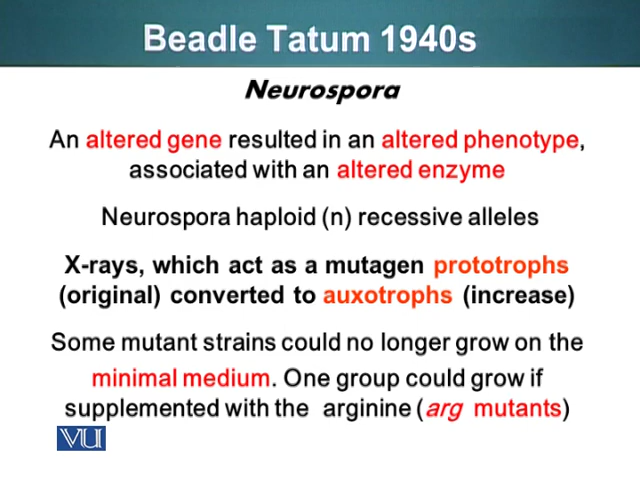 Beadle Tatum 1940s
Neurospora
An altered gene resulted in an altered phenotype,
associated with an altered enzyme
Neurospora haploid (n) recessive alleles
X-rays, which act as a mutagen prototrophs
(original) converted to auxotrophs (increase)
Some mutant strains could no longer grow on the
minimal medium. One group could grow if
supplemented with the arginine (arg mutants)
VU